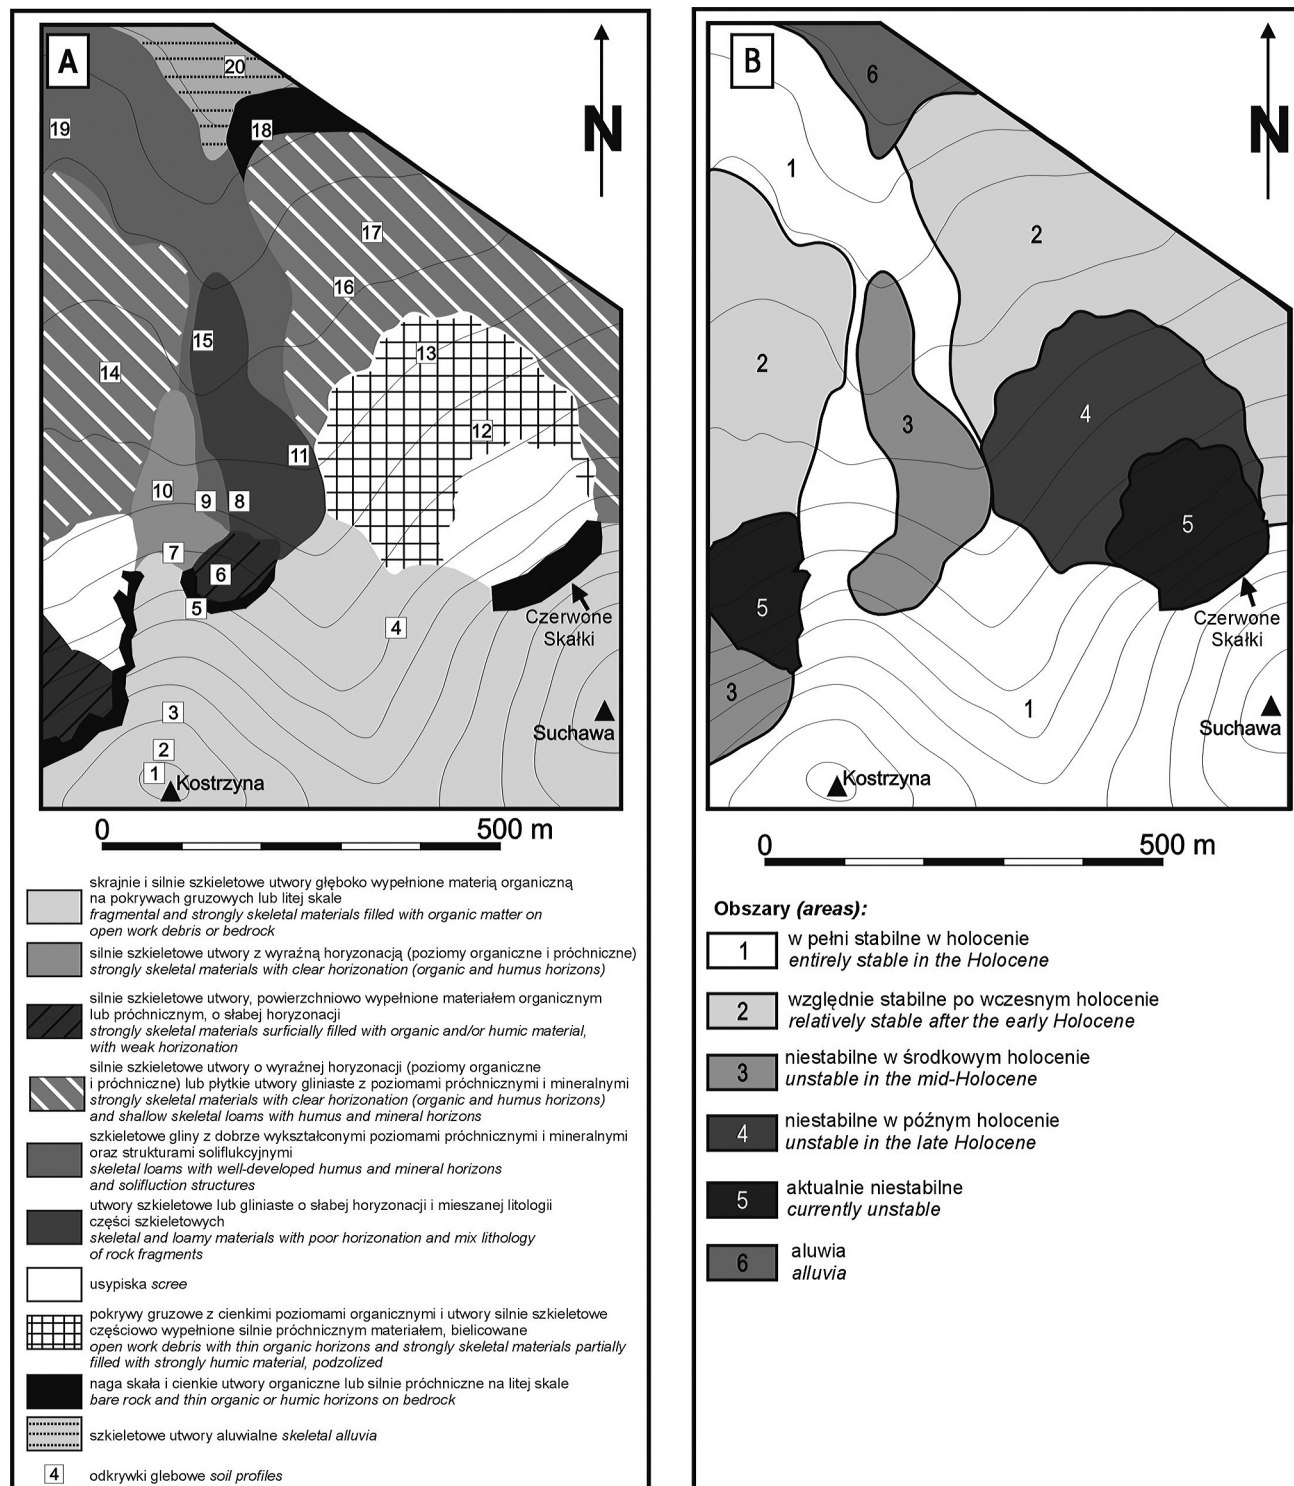 A
N
20
19
18
17
16
15
14
13
12
11
10
9
8
7
6
5
4
3
2
1
Czerwone
Skałki
Suchawa
Kostrzyna
0 500 m
skrajnie i silnie szkieletowe utwory głęboko wypełnione materią organiczną
na pokrywach gruzowych lub litej skale
fragmental and strongly skeletal materials filled with organic matter on
open work debris or bedrock
silnie szkieletowe utwory z wyraźną horyzonacją (poziomy organiczne i próchniczne)
strongly skeletal materials with clear horizonation (organic and humus horizons)
silnie szkieletowe utwory, powierzchniowo wypełnione materiałem organicznym
lub próchnicznym, o słabej horyzonacji
strongly skeletal materials surficially filled with organic and/or humic material,
with weak horizonation
silnie szkieletowe utwory o wyraźnej horyzonacji (poziomy organiczne
i próchniczne) lub płytkie utwory gliniaste z poziomami próchnicznymi i mineralnymi
strongly skeletal materials with clear horizonation (organic and humus horizons)
and shallow skeletal loams with humus and mineral horizons
szkieletowe gliny z dobrze wykształconymi poziomami próchnicznymi i mineralnymi
oraz strukturami soliflukcyjnymi
skeletal loams with well-developed humus and mineral horizons
and solifluction structures
utwory szkieletowe lub gliniaste o słabej horyzonacji i mieszanej litologii
części szkieletowych
skeletal and loamy materials with poor horizonation and mix lithology
of rock fragments
usypiska scree
pokrywy gruzowe z cienkimi poziomami organicznymi i utwory silnie szkieletowe
częściowo wypełnione silnie próchnicznym materiałem, bielicowane
open work debris with thin organic horizons and strongly skeletal materials partially
filled with strongly humic material, podzolized
naga skała i cienkie utwory organiczne lub silnie próchniczne na litej skale
bare rock and thin organic or humic horizons on bedrock
szkieletowe utwory aluwialne skeletal alluvia
4 odkrywki glebowe soil profiles
B
N
6
1
2
2
3
4
5
5
3
1
Czerwone
Skałki
Suchawa
Kostrzyna
0 500 m
Obszary (areas):
1 w pełni stabilne w holocenie
entirely stable in the Holocene
2 względnie stabilne po wczesnym holocenie
relatively stable after the early Holocene
3 niestabilne w środkowym holocenie
unstable in the mid-Holocene
4 niestabilne w późnym holocenie
unstable in the late Holocene
5 aktualnie niestabilne
currently unstable
6 aluwia
alluvia